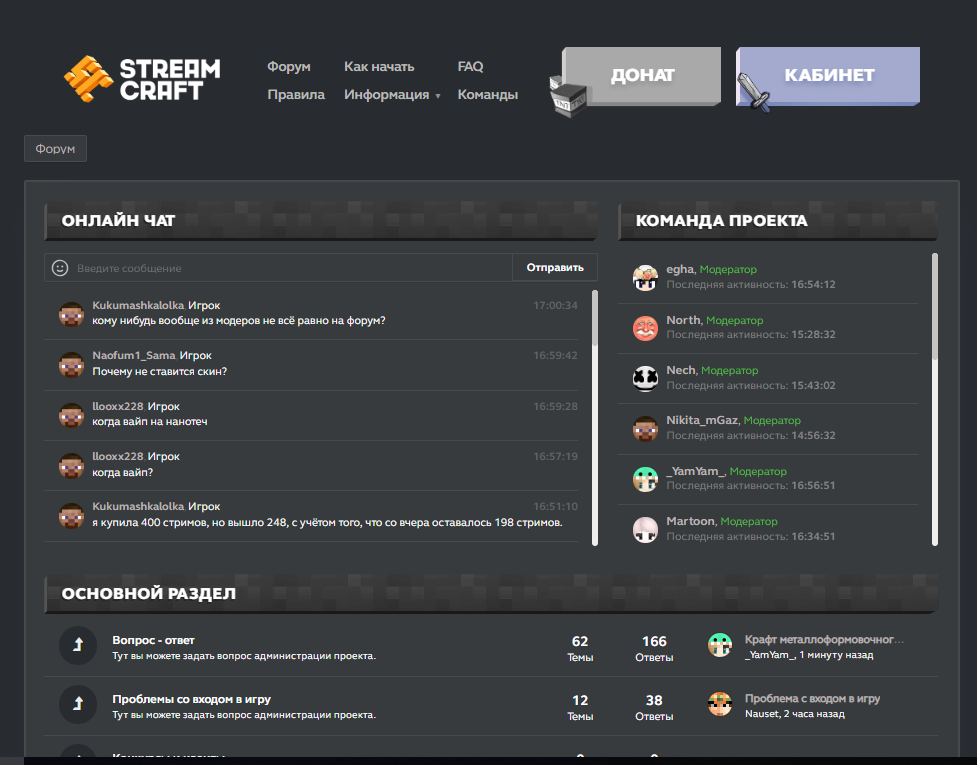 STREAM
CRAFT
Форум
Как начать
FAQ
Правила
Информация
Команды
TNT
ДОНАТ
КАБИНЕТ
Форум
ОНЛАЙН ЧАТ
Введите сообщение
Отправить
Kukumashkalolka, Игрок
17:00:34
кому нибудь вообще из модеров не всё равно на форум?
Naofum1_Sama, Игрок
16:59:42
Почему не ставится скин?
llooxx228, Игрок
16:59:28
когда вайп на нанотеч
llooxx228, Игрок
16:57:19
когда вайп?
Kukumashkalolka, Игрок
16:51:10
я купила 400 стримов, но вышло 248, с учётом того, что со вчера оставалось 198 стримов.
КОМАНДА ПРОЕКТА
egha, Модератор
Последняя активность: 16:54:12
North, Модератор
Последняя активность: 15:28:32
Nech, Модератор
Последняя активность: 15:43:02
Nikita_mGaz, Модератор
Последняя активность: 14:56:32
_YamYam_, Модератор
Последняя активность: 16:56:51
Martoon, Модератор
Последняя активность: 16:34:51
ОСНОВНОЙ РАЗДЕЛ
Вопрос - ответ
Тут вы можете задать вопрос администрации проекта.
62
Темы
166
Ответы
Крафт металлоформовочног...
_YamYam_, 1 минуту назад
Проблемы со входом в игру
Тут вы можете задать вопрос администрации проекта.
12
Темы
38
Ответы
Проблема с входом в игру
Nauset, 2 часа назад